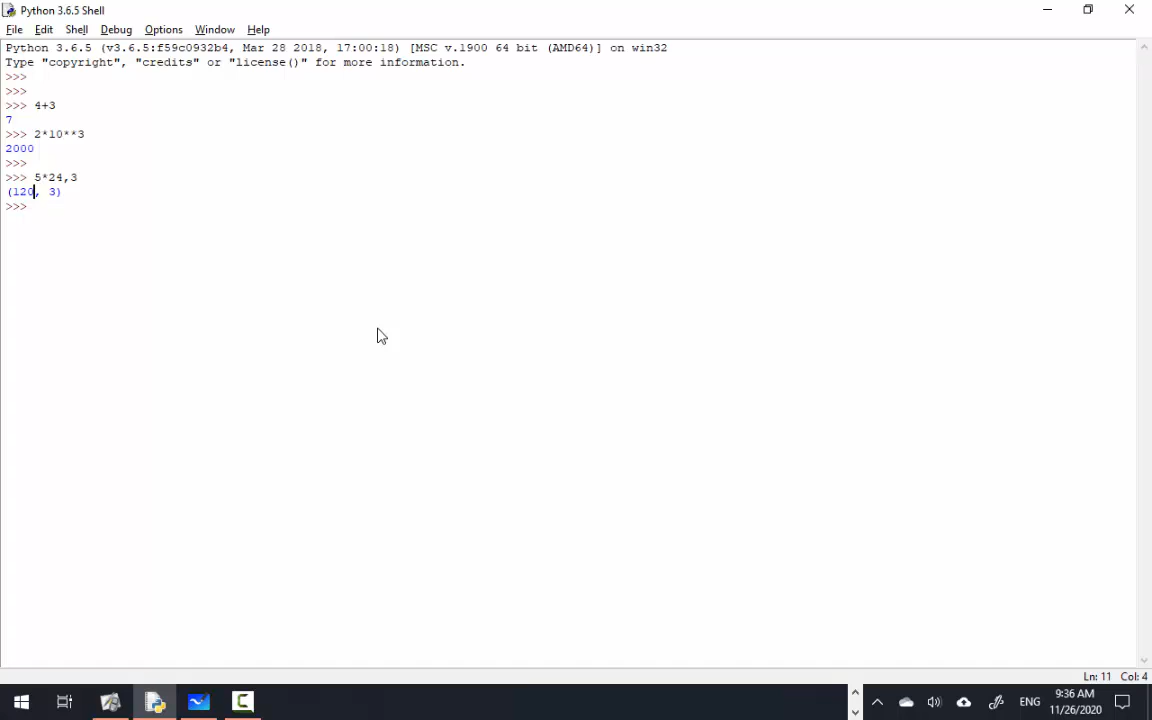 Python 3.6.5 Shell
File Edit Shell Debug Options Window Help
Python 3.6.5 (v3.6.5:f59c0932b4, Mar 28 2018, 17:00:18) [MSC v.1900 64 bit (AMD64)] on win32
Type "copyright", "credits" or "license()" for more information.
>>>
>>>
>>> 4+3
7
>>> 2*10**3
2000
>>>
>>> 5*24,3
(120, 3)
>>>
Ln: 11 Col: 4
ENG
9:36 AM
11/26/2020